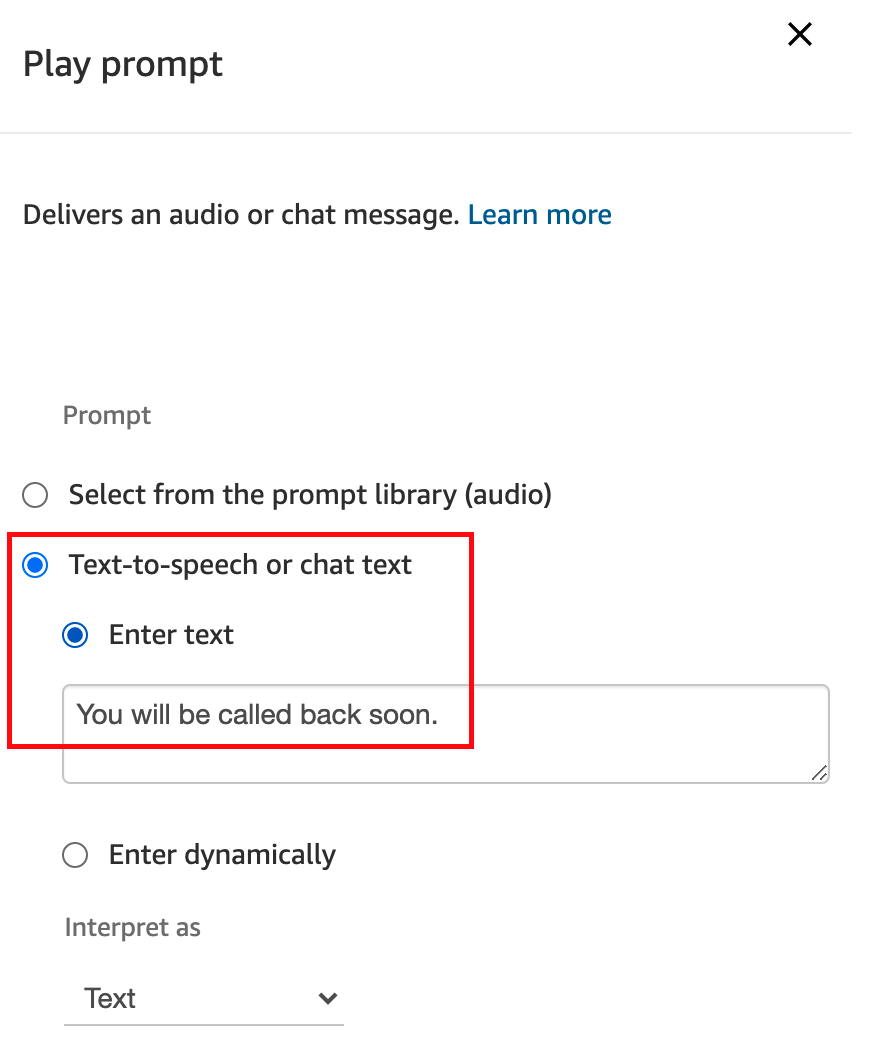 Play prompt
Delivers an audio or chat message. Learn more
Prompt
Select from the prompt library (audio)
Text-to-speech or chat text
Enter text
You will be called back soon.
Enter dynamically
Interpret as
Text